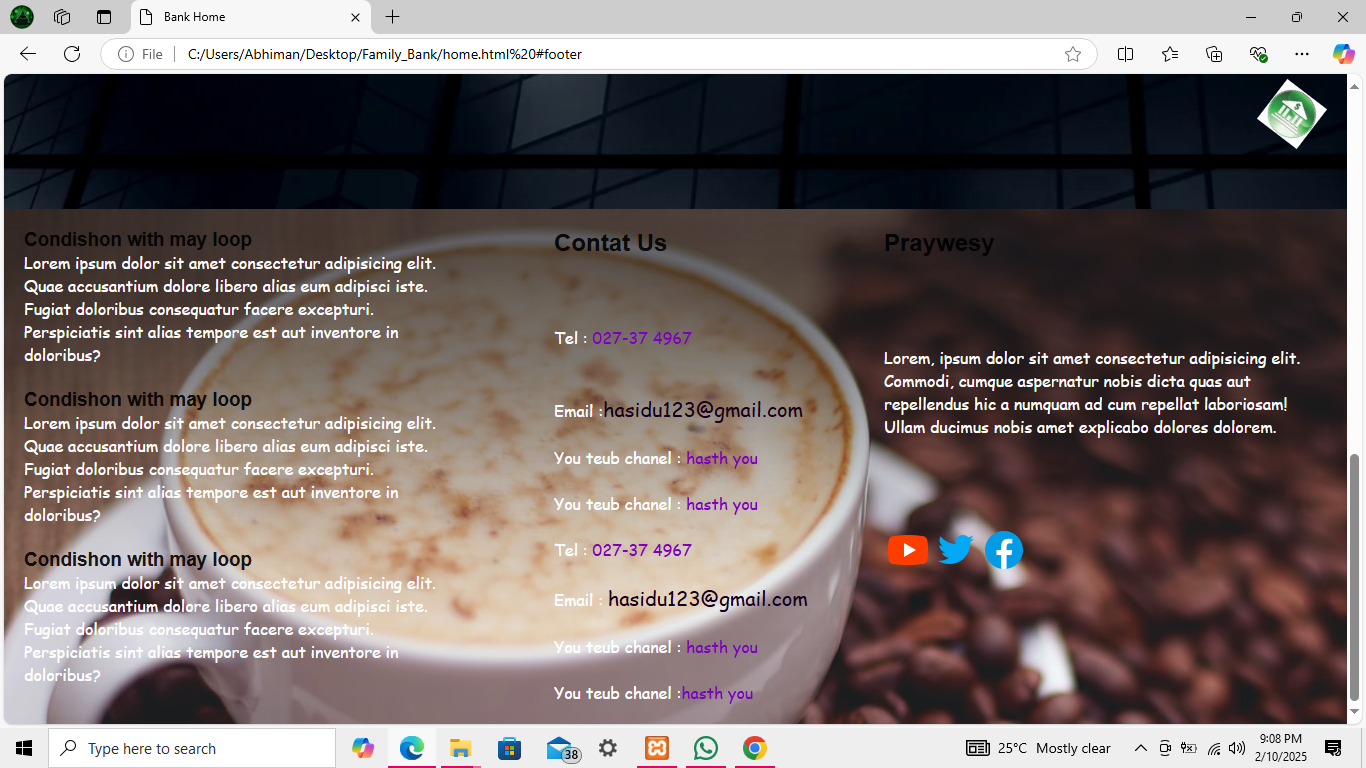 Bank Home
File
C:/Users/Abhiman/Desktop/Family_Bank/home.html%20#footer
Condishon with may loop
Lorem ipsum dolor sit amet consectetur adipisicing elit.
Quae accusantium dolore libero alias eum adipisci iste.
Fugiat doloribus consequatur facere excepturi.
Perspiciatis sint alias tempore est aut inventore in
doloribus?
Condishon with may loop
Lorem ipsum dolor sit amet consectetur adipisicing elit.
Quae accusantium dolore libero alias eum adipisci iste.
Fugiat doloribus consequatur facere excepturi.
Perspiciatis sint alias tempore est aut inventore in
doloribus?
Condishon with may loop
Lorem ipsum dolor sit amet consectetur adipisicing elit.
Quae accusantium dolore libero alias eum adipisci iste.
Fugiat doloribus consequatur facere excepturi.
Perspiciatis sint alias tempore est aut inventore in
doloribus?
Contat Us
Tel : 027-37 4967
Email :hasidu123@gmail.com
You teub chanel : hasth you
You teub chanel : hasth you
Tel : 027-37 4967
Email : hasidu123@gmail.com
You teub chanel : hasth you
You teub chanel :hasth you
Praywesy
Lorem, ipsum dolor sit amet consectetur adipisicing elit.
Commodi, cumque aspernatur nobis dicta quas aut
repellendus hic a numquam ad cum repellat laboriosam!
Ullam ducimus nobis amet explicabo dolores dolorem.
Type here to search
38
25°C Mostly clear
9:08 PM
2/10/2025